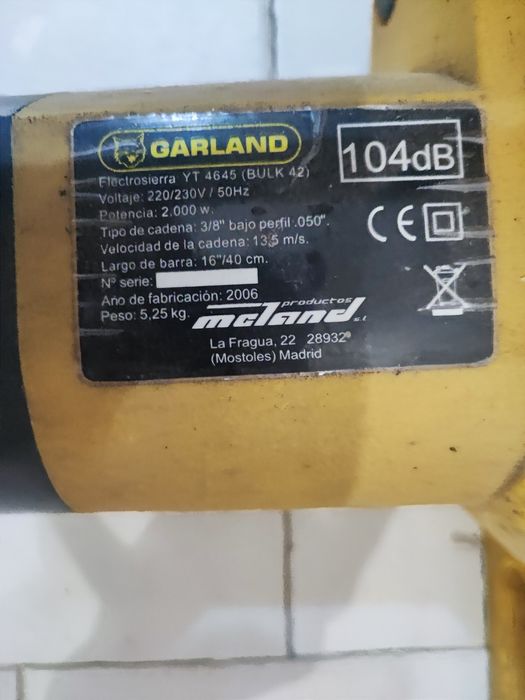 GARLAND
104dB
Electrosierra YT 4645 (BULK 42)
Voltaje: 220/230V / 50Hz
Potencia: 2.000 w.
Tipo de cadena: 3/8" bajo perfil .050".
Velocidad de la cadena: 13,5 m/s.
Largo de barra: 16"/40 cm.
Nº serie:
Año de fabricación: 2006
Peso: 5,25 kg.
productos
mcland s.l.
La Fragua, 22 28932
(Mostoles) Madrid
CE